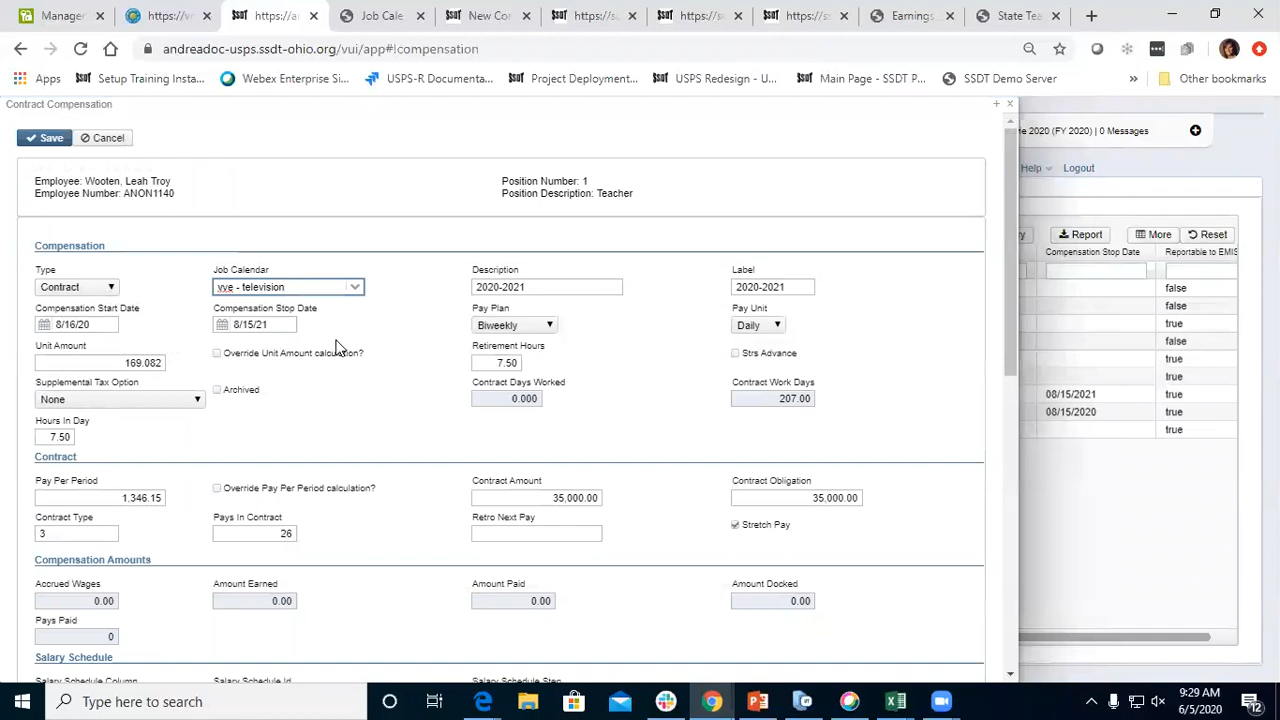 Manager
https://v
https://a
Job Cale
New Co
https://s
https://
https://
Earnings
State Tea
andreadoc-usps.ssdt-ohio.org/vui/app#!compensation
Apps
Setup Training Insta...
Webex Enterprise Si...
USPS-R Documenta...
Project Deployment...
USPS Redesign - U...
Main Page - SSDT P...
SSDT Demo Server
»
Other bookmarks
Contract Compensation
Save
Cancel
e 2020 (FY 2020) | 0 Messages
Help
Logout
Employee: Wooten, Leah Troy
Position Number: 1
Employee Number: ANON1140
Position Description: Teacher
Report
More
Reset
Compensation Stop Date
Reportable to EMIS
false
false
true
false
true
true
08/15/2021
true
08/15/2020
true
true
Compensation
Type
Job Calendar
Description
Label
Contract
vve - television
2020-2021
2020-2021
Compensation Start Date
Compensation Stop Date
Pay Plan
Pay Unit
8/16/20
8/15/21
Biweekly
Daily
Unit Amount
Retirement Hours
169.082
Override Unit Amount calculation?
7.50
Strs Advance
Supplemental Tax Option
Contract Days Worked
Contract Work Days
None
Archived
0.000
207.00
Hours In Day
7.50
Contract
Pay Per Period
Contract Amount
Contract Obligation
1,346.15
Override Pay Per Period calculation?
35,000.00
35,000.00
Contract Type
Pays In Contract
Retro Next Pay
3
26
Stretch Pay
Compensation Amounts
Accrued Wages
Amount Earned
Amount Paid
Amount Docked
0.00
0.00
0.00
0.00
Pays Paid
0
Salary Schedule
Salary Schedule Column
Salary Schedule Id
Salary Schedule Step
Type here to search
9:29 AM
6/5/2020
12